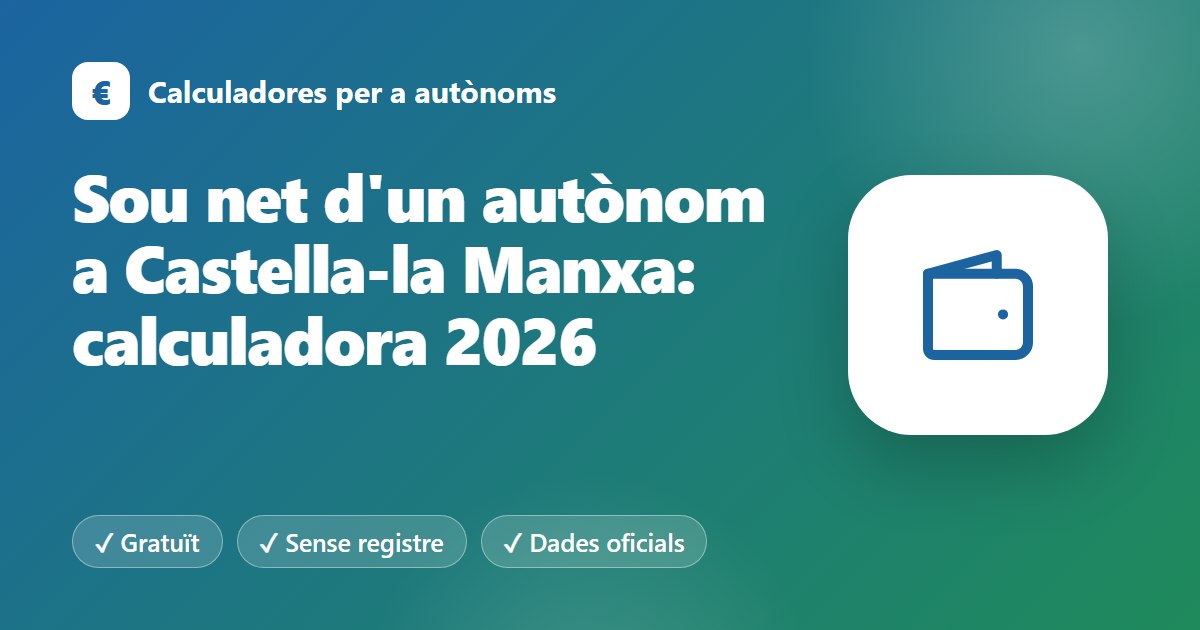 €
Calculadores per a autònoms
Sou net d'un autònom
a Castella-la Manxa:
calculadora 2026
✓ Gratuït
✓ Sense registre
✓ Dades oficials